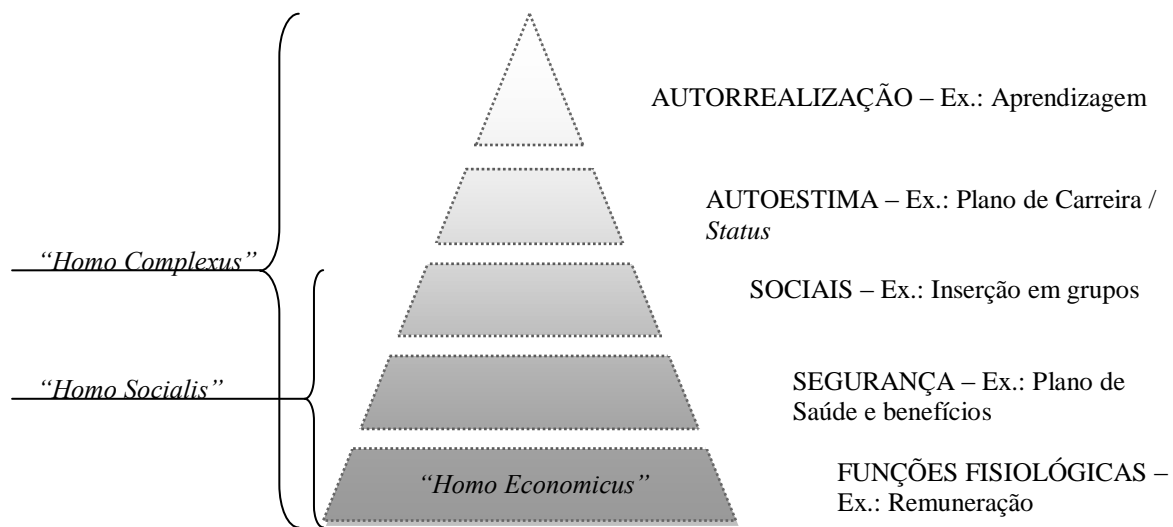 AUTORREALIZAÇÃO – Ex.: Aprendizagem
AUTOESTIMA – Ex.: Plano de Carreira /
Status
“Homo Complexus”
SOCIAIS – Ex.: Inserção em grupos
“Homo Socialis”
SEGURANÇA – Ex.: Plano de
Saúde e benefícios
“Homo Economicus”
FUNÇÕES FISIOLÓGICAS –
Ex.: Remuneração